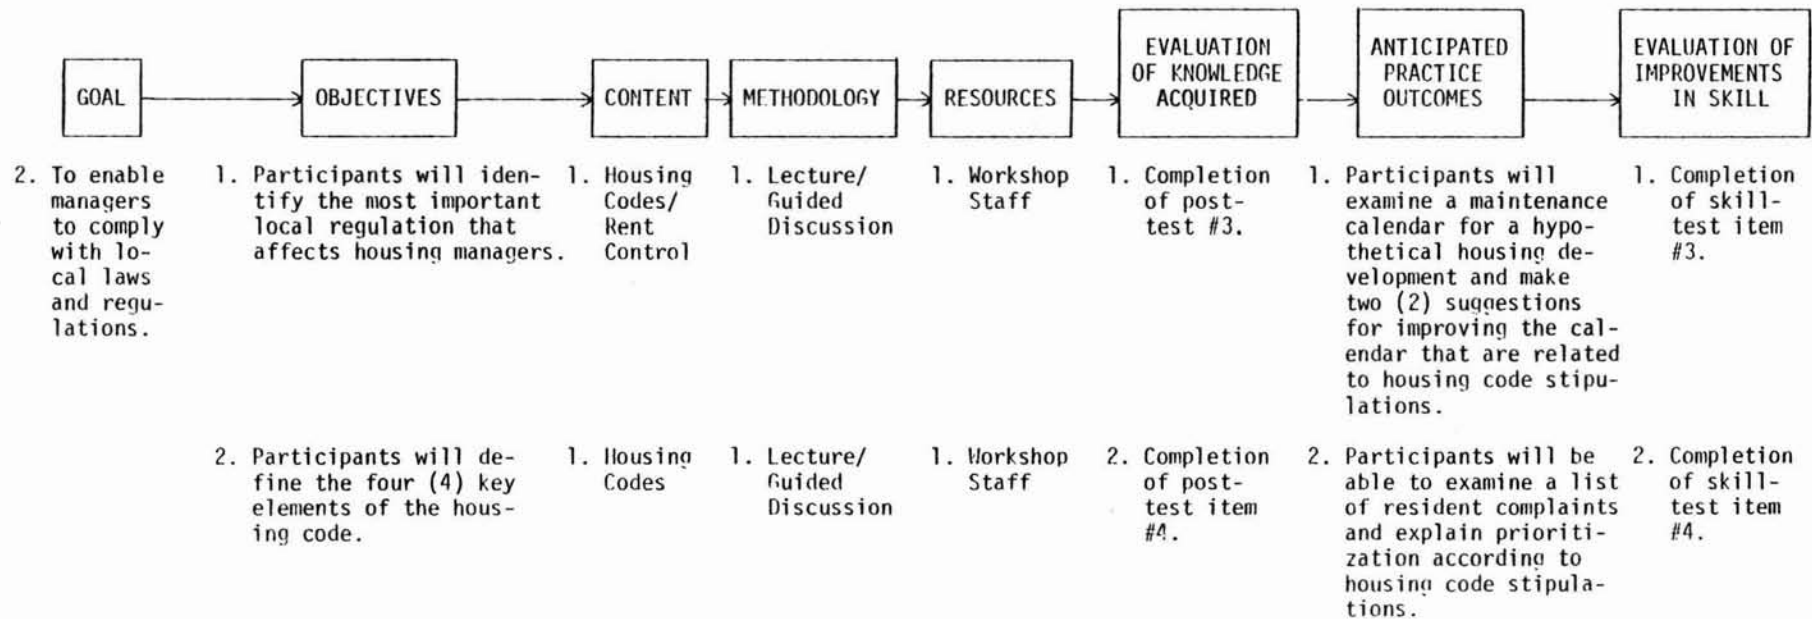 GOAL
OBJECTIVES
CONTENT
METHODOLOGY
RESOURCES
EVALUATION
OF KNOWLEDGE
ACQUIRED
ANTICIPATED
PRACTICE
OUTCOMES
EVALUATION OF
IMPROVEMENTS
IN SKILL
2. To enable
managers
to comply
with lo-
cal laws
and regu-
lations.
1. Participants will iden-
tify the most important
local regulation that
affects housing managers.
1. Housing
Codes/
Rent
Control
1. Lecture/
Guided
Discussion
1. Workshop
Staff
1. Completion
of post-
test #3.
1. Participants will
examine a maintenance
calendar for a hypo-
thetical housing de-
velopment and make
two (2) suggestions
for improving the cal-
endar that are related
to housing code stipu-
lations.
1. Completion
of skill-
test item
#3.
2. Participants will de-
fine the four (4) key
elements of the hous-
ing code.
1. Housing
Codes
1. Lecture/
Guided
Discussion
1. Workshop
Staff
2. Completion
of post-
test item
#4.
2. Participants will be
able to examine a list
of resident complaints
and explain prioriti-
zation according to
housing code stipula-
tions.
2. Completion
of skill-
test item
#4.